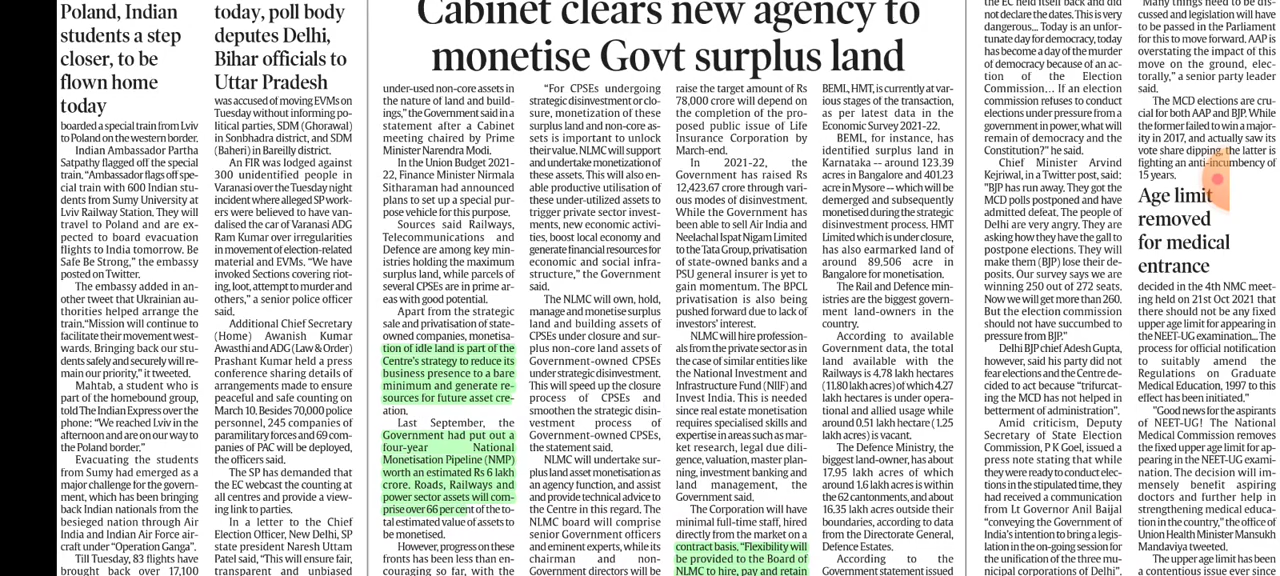 Poland, Indian
students a step
closer, to be
flown home
today
boarded a special train from Lviv
to Poland on the western border.
Indian Ambassador Partha
Satpathy flagged off the special
train. "Ambassador flags off spe-
cial train with 600 Indian stu-
dents from Sumy University at
Lviv Railway Station. They will
travel to Poland and are ex-
pected to board evacuation
flights to India tomorrow. Be
Safe Be Strong," the embassy
posted on Twitter.
The embassy added in an-
other tweet that Ukrainian au-
thorities helped arrange the
train. "Mission will continue to
facilitate their movement west-
wards. Bringing back our stu-
dents safely and securely will re-
main our priority," it tweeted.
Mahtab, a student who is
part of the homebound group,
told The Indian Express over the
phone: "We reached Lviv in the
afternoon and are on our way to
the Poland border."
Evacuating the students
from Sumy had emerged as a
major challenge for the govern-
ment, which has been bringing
back Indian nationals from the
besieged nation through Air
India and Indian Air Force air-
craft under "Operation Ganga".
Till Tuesday, 83 flights have
brought back over 17,100
today, poll body
deputes Delhi,
Bihar officials to
Uttar Pradesh
was accused of moving EVMs on
Tuesday without informing po-
litical parties, SDM (Ghorawal)
in Sonbhadra district, and SDM
(Baheri) in Bareilly district.
An FIR was lodged against
300 unidentified people in
Varanasi over the Tuesday night
incident where alleged SP work-
ers were believed to have van-
dalised the car of Varanasi ADG
Ram Kumar over irregularities
in movement of election-related
material and EVMs. "We have
invoked Sections covering riot-
ing, loot, attempt to murder and
others," a senior police officer
said.
Additional Chief Secretary
(Home) Awanish Kumar
Awasthi and ADG (Law & Order)
Prashant Kumar held a press
conference sharing details of
arrangements made to ensure
peaceful and safe counting on
March 10. Besides 70,000 police
personnel, 245 companies of
paramilitary forces and 69 com-
panies of PAC will be deployed,
the officers said.
The SP has demanded that
the EC webcast the counting at
all centres and provide a view-
ing link to parties.
In a letter to the Chief
Election Officer, New Delhi, SP
state president Naresh Uttam
Patel said, "This will ensure fair,
transparent and unbiased
Cabinet clears new agency to
monetise Govt surplus land
under-used non-core assets in
the nature of land and build-
ings," the Government said in a
statement after a Cabinet
meeting chaired by Prime
Minister Narendra Modi.
In the Union Budget 2021-
22, Finance Minister Nirmala
Sitharaman had announced
plans to set up a special pur-
pose vehicle for this purpose.
Sources said Railways,
Telecommunications and
Defence are among key min-
istries holding the maximum
surplus land, while parcels of
several CPSEs are in prime ar-
eas with good potential.
Apart from the strategic
sale and privatisation of state-
owned companies, monetisa-
tion of idle land is part of the
Centre's strategy to reduce its
business presence to a bare
minimum and generate re-
sources for future asset cre-
ation.
Last September, the
Government had put out a
four-year National
Monetisation Pipeline (NMP)
worth an estimated Rs 6 lakh
crore. Roads, Railways and
power sector assets will com-
prise over 66 per cent of the to-
tal estimated value of assets to
be monetised.
However, progress on these
fronts has been less than en-
couraging so far, with the
"For CPSEs undergoing
strategic disinvestment or clo-
sure, monetization of these
surplus land and non-core as-
sets is important to unlock
their value. NLMC will support
and undertake monetization of
these assets. This will also en-
able productive utilisation of
these under-utilized assets to
trigger private sector invest-
ments, new economic activi-
ties, boost local economy and
generate financial resources for
economic and social infra-
structure," the Government
said.
The NLMC will own, hold,
manage and monetise surplus
land and building assets of
CPSEs under closure and sur-
plus non-core land assets of
Government-owned CPSEs
under strategic disinvestment.
This will speed up the closure
process of CPSEs and
smoothen the strategic disin-
vestment process of
Government-owned CPSEs,
the statement said.
NLMC will undertake sur-
plus land asset monetisation as
an agency function, and assist
and provide technical advice to
the Centre in this regard. The
NLMC board will comprise
senior Government officers
and eminent experts, while its
chairman and non-
Government directors will be
raise the target amount of Rs
78,000 crore will depend on
the completion of the pro-
posed public issue of Life
Insurance Corporation by
March-end.
In 2021-22, the
Government has raised Rs
12,423.67 crore through vari-
ous modes of disinvestment.
While the Government has
been able to sell Air India and
Neelachal Ispat Nigam Limited
to the Tata Group, privatisation
of state-owned banks and a
PSU general insurer is yet to
gain momentum. The BPCL
privatisation is also being
pushed forward due to lack of
investors' interest.
NLMC will hire profession-
als from the private sector as in
the case of similar entities like
the National Investment and
Infrastructure Fund (NIIF) and
Invest India. This is needed
since real estate monetisation
requires specialised skills and
expertise in areas such as mar-
ket research, legal due dili-
gence, valuation, master plan-
ning, investment banking and
land management, the
Government said.
The Corporation will have
minimal full-time staff, hired
directly from the market on a
contract basis. "Flexibility will
be provided to the Board of
NLMC to hire, pay and retain
BEML, HMT, is currently at var-
ious stages of the transaction,
as per latest data in the
Economic Survey 2021-22.
BEML, for instance, has
identified surplus land in
Karnataka -- around 123.39
acres in Bangalore and 401.23
acre in Mysore -- which will be
demerged and subsequently
monetised during the strategic
disinvestment process. HMT
Limited which is under closure,
has also earmarked land of
around 89.506 acre in
Bangalore for monetisation.
The Rail and Defence min-
istries are the biggest govern-
ment land-owners in the
country.
According to available
Government data, the total
land available with the
Railways is 4.78 lakh hectares
(11.80 lakh acres) of which 4.27
lakh hectares is under opera-
tional and allied usage while
around 0.51 lakh hectare (1.25
lakh acres) is vacant.
The Defence Ministry, the
biggest land-owner, has about
17.95 lakh acres of which
around 1.6 lakh acres is within
the 62 cantonments, and about
16.35 lakh acres outside their
boundaries, according to data
from the Directorate General,
Defence Estates.
According to the
Government statement issued
the EC held itself back and did
not declare the dates. This is very
dangerous... Today is an unfor-
tunate day for democracy, today
has become a day of the murder
of democracy because of an ac-
tion of the Election
Commission... If an election
commission refuses to conduct
elections under pressure from a
government in power, what will
remain of democracy and the
Constitution?" he said.
Chief Minister Arvind
Kejriwal, in a Twitter post, said:
"BJP has run away. They got the
MCD polls postponed and have
admitted defeat. The people of
Delhi are very angry. They are
asking how they have the gall to
postpone elections. They will
make them (BJP) lose their de-
posits. Our survey says we are
winning 250 out of 272 seats.
Now we will get more than 260.
But the election commission
should not have succumbed to
pressure from BJP."
Delhi BJP chief Adesh Gupta,
however, said his party did not
fear elections and the Centre de-
cided to act because "trifurcat-
ing the MCD has not helped in
betterment of administration".
Amid criticism, Deputy
Secretary of State Election
Commission, P K Goel, issued a
press note stating that while
they were ready to conduct elec-
tions in the stipulated time, they
had received a communication
from Lt Governor Anil Baijal
"conveying the Government of
India's intention to bring a legis-
lation in the on-going session for
the unification of the three mu-
nicipal corporations of Delhi".
"Many things need to be dis-
cussed and legislation will have
to be passed in the Parliament
for this to move forward. AAP is
overstating the impact of this
move on the ground, elec-
torally," a senior party leader
said.
The MCD elections are cru-
cial for both AAP and BJP. While
the former failed to win a major-
ity in 2017, and actually saw its
vote share dipping, the latter is
fighting an anti-incumbency of
15 years.
Age limit
removed
for medical
entrance
decided in the 4th NMC meet-
ing held on 21st Oct 2021 that
there should not be any fixed
upper age limit for appearing in
the NEET-UG examination... The
process for official notification
to suitably amend the
Regulations on Graduate
Medical Education, 1997 to this
effect has been initiated."
"Good news for the aspirants
of NEET-UG! The National
Medical Commission removes
the fixed upper age limit for ap-
pearing in the NEET-UG exami-
nation. The decision will im-
mensely benefit aspiring
doctors and further help in
strengthening medical educa-
tion in the country," the office of
Union Health Minister Mansukh
Mandaviya tweeted.
The upper age limit has been
a contentious issue ever since